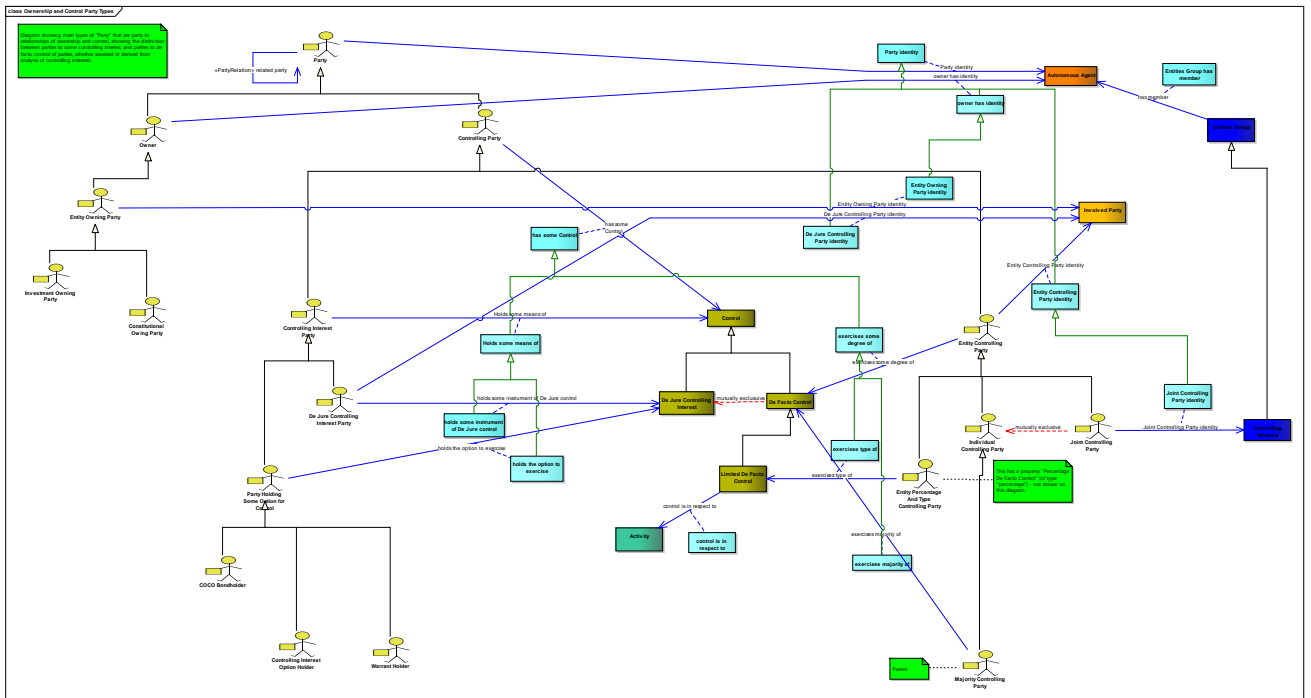 class Ownership and Control Party Types
Diagram showing main types of "Party" that are party to
relationships of ownership and control, showing the distinction
between parties to some controlling interest, and parties to de
facto control of parties, whether asserted or derived from
analysis of controlling interests.
Party
«PartyRelation» related party
Party identity
Party identity
owner has identity
owner has identity
Autonomous Agent
Entities Group has
member
has member
Owner
Controlling Party
Entity Owning Party
Entity Owning
Party identity
Entity Owning Party identity
De Jure Controlling Party identity
De Jure Controlling
Party identity
Involved Party
has some Control
has some
Control
Entity Controlling Party identity
Entity Controlling
Party identity
Investment Owning
Party
Constitutional
Owing Party
Controlling Interest
Party
Holds some means of
Holds some means of
Control
exercises some
degree of
exercises some degree of
Entity Controlling
Party
De Jure Controlling
Interest Party
holds some instrument of De Jure control
holds some instrument
of De Jure control
De Jure Controlling
Interest
mutually exclusive
De Facto Control
Joint Controlling
Party identity
Individual
Controlling Party
mutually exclusive
Joint Controlling
Party
Joint Controlling Party identity
holds the option to exercise
holds the option to
exercise
exercises type of
exercises type of
Party Holding
Some Option for
Control
Limited De Facto
Control
Entity Percentage
And Type
Controlling Party
This has a property "Percentage
De Facto Control" (of type
"percentage") - not shown on
this diagram.
control is in respect to
control is in
respect to
Activity
exercises majority of
exercises majority of
COCO Bondholder
Controlling Interest
Option Holder
Warrant Holder
Parent
Majority Controlling
Party